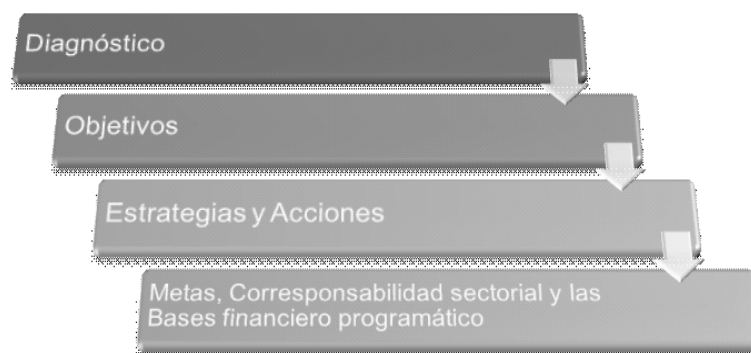 Diagnóstico
Objetivos
Estrategias y Acciones
Metas, Corresponsabilidad sectorial y las
Bases financiero programático